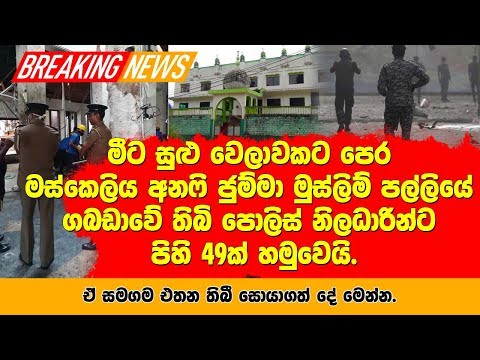 BREAKING NEWS
මීට සුළු වෙලාවකට පෙර
මස්කෙලිය අනෆි ජුම්මා මුස්ලිම් පල්ලියේ
ගබඩාවේ තිබි පොලිස් නිලධාරින්ට
පිහි 49ක් හමුවෙයි.
ඒ සමගම එතන තිබී සොයාගත් දේ මෙන්න.